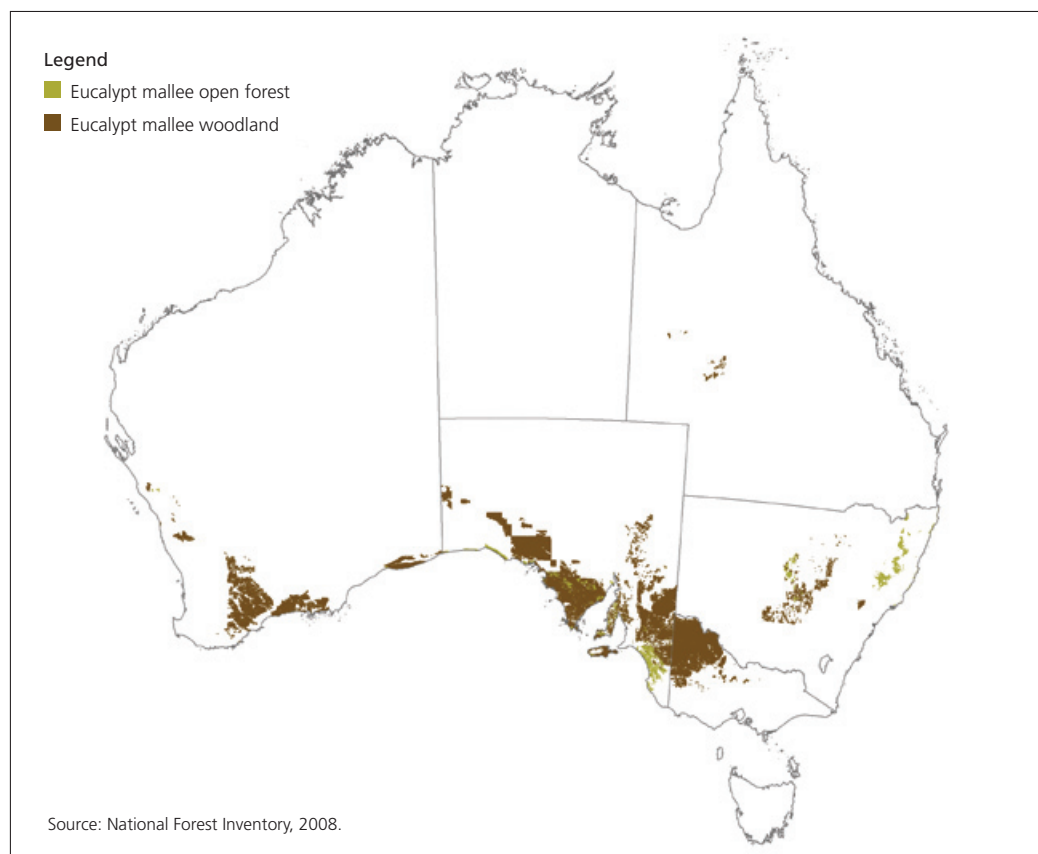 Legend
Eucalypt mallee open forest
Eucalypt mallee woodland
Source: National Forest Inventory, 2008.